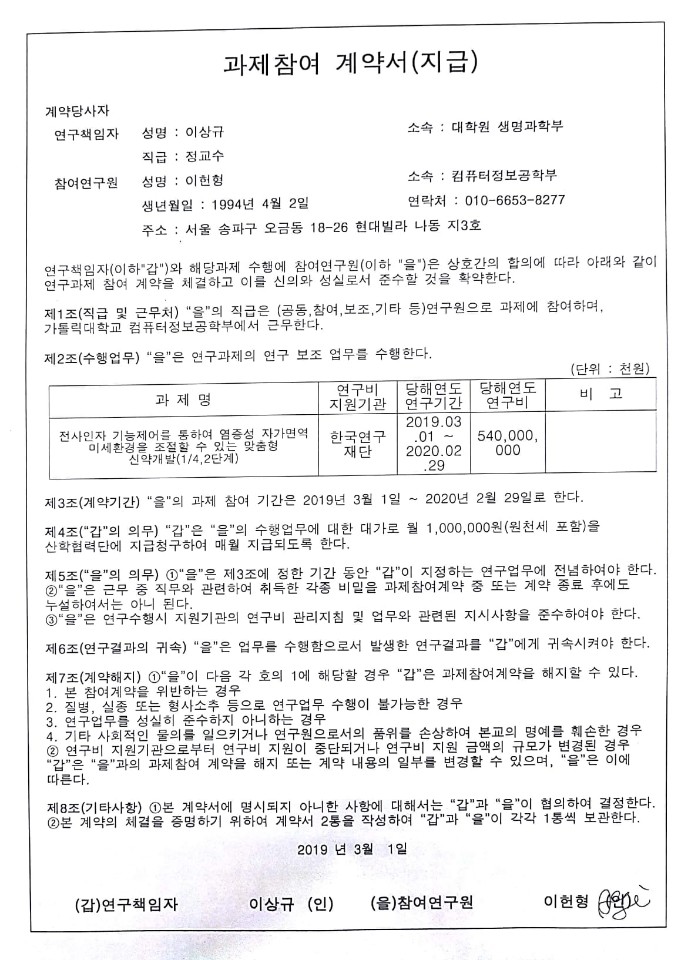 과제참여 계약서(지급)
계약당사자
연구책임자 성명 : 이상규 소속 : 대학원 생명과학부
직급 : 정교수
참여연구원 성명 : 이헌형 소속 : 컴퓨터정보공학부
생년월일 : 1994년 4월 2일 연락처 : 010-6653-8277
주소 : 서울 송파구 오금동 18-26 현대빌라 나동 지3호
연구책임자(이하"갑")와 해당과제 수행에 참여연구원(이하 "을")은 상호간의 합의에 따라 아래와 같이
연구과제 참여 계약을 체결하고 이를 신의와 성실로서 준수할 것을 확약한다.
제1조(직급 및 근무처) "을"의 직급은 (공동,참여,보조,기타 등)연구원으로 과제에 참여하며,
가톨릭대학교 컴퓨터정보공학부에서 근무한다.
제2조(수행업무) "을"은 연구과제의 연구 보조 업무를 수행한다.
(단위 : 천원)
과 제 명 연구비 지원기관 당해연도 연구기간 당해연도 연구비 비 고
전사인자 기능제어를 통하여 염증성 자가면역
미세환경을 조절할 수 있는 맞춤형
신약개발(1/4,2단계)
한국연구
재단
2019.03
.01 ~
2020.02
.29
540,000,
000
제3조(계약기간) "을"의 과제 참여 기간은 2019년 3월 1일 ~ 2020년 2월 29일로 한다.
제4조("갑"의 의무) "갑"은 "을"의 수행업무에 대한 대가로 월 1,000,000원(원천세 포함)을
산학협력단에 지급청구하여 매월 지급되도록 한다.
제5조("을"의 의무) ①"을"은 제3조에 정한 기간 동안 "갑"이 지정하는 연구업무에 전념하여야 한다.
②"을"은 근무 중 직무와 관련하여 취득한 각종 비밀을 과제참여계약 중 또는 계약 종료 후에도
누설하여서는 아니 된다.
③"을"은 연구수행시 지원기관의 연구비 관리지침 및 업무와 관련된 지시사항을 준수하여야 한다.
제6조(연구결과의 귀속) "을"은 업무를 수행함으로서 발생한 연구결과를 "갑"에게 귀속시켜야 한다.
제7조(계약해지) ①"을"이 다음 각 호의 1에 해당할 경우 "갑"은 과제참여계약을 해지할 수 있다.
1. 본 참여계약을 위반하는 경우
2. 질병, 실종 또는 형사소추 등으로 연구업무 수행이 불가능한 경우
3. 연구업무를 성실히 준수하지 아니하는 경우
4. 기타 사회적인 물의를 일으키거나 연구원으로서의 품위를 손상하여 본교의 명예를 훼손한 경우
② 연구비 지원기관으로부터 연구비 지원이 중단되거나 연구비 지원 금액의 규모가 변경된 경우
"갑"은 "을"과의 과제참여 계약을 해지 또는 계약 내용의 일부를 변경할 수 있으며, "을"은 이에
따른다.
제8조(기타사항) ①본 계약서에 명시되지 아니한 사항에 대해서는 "갑"과 "을"이 협의하여 결정한다.
②본 계약의 체결을 증명하기 위하여 계약서 2통을 작성하여 "갑"과 "을"이 각각 1통씩 보관한다.
2019 년 3월 1일
(갑)연구책임자 이상규 (인) (을)참여연구원 이헌형